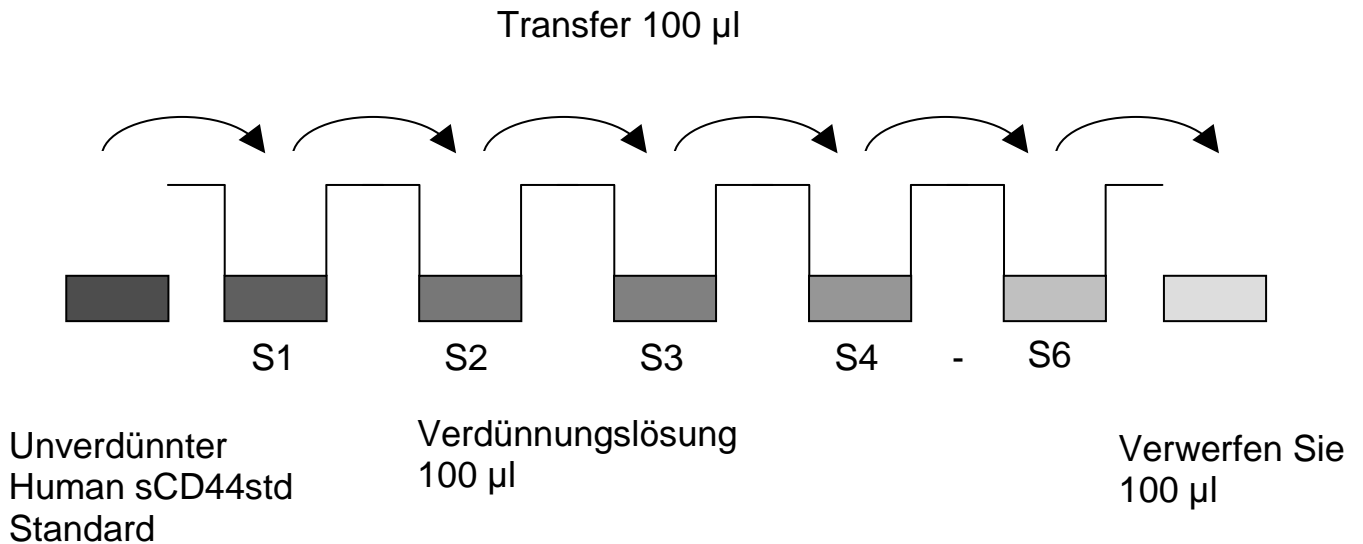 Transfer 100 µl
S1 S2 S3 S4 - S6
Unverdünnter
Human sCD44std
Standard
Verdünnungslösung
100 µl
Verwerfen Sie
100 µl